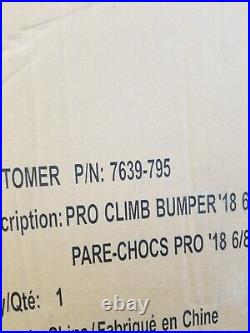 TOMER P/N: 7639-795
cription: PRO CLIMB BUMPER '18 6
PARE-CHOCS PRO '18 6/8
y/Qté: 1
China / Fabriqué en Chine